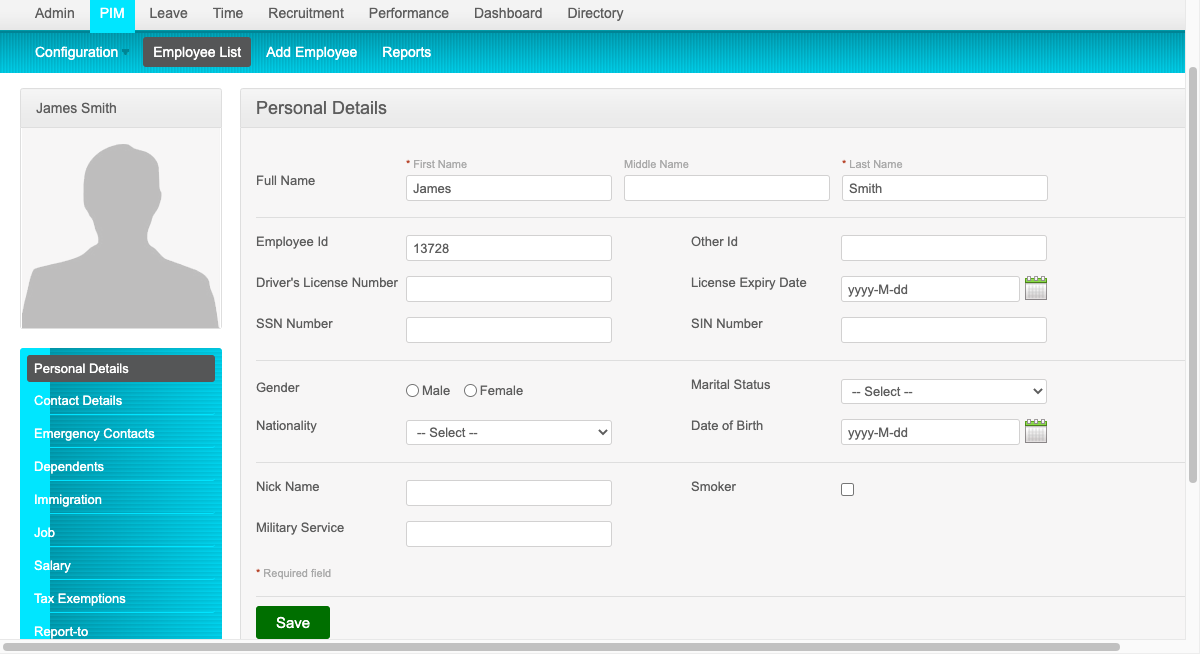 Admin PIM Leave Time Recruitment Performance Dashboard Directory
Configuration Employee List Add Employee Reports
James Smith
Personal Details
Contact Details
Emergency Contacts
Dependents
Immigration
Job
Salary
Tax Exemptions
Report-to
Personal Details
* First Name Middle Name * Last Name
Full Name James Smith
Employee Id 13728 Other Id
Driver's License Number License Expiry Date yyyy-M-dd
SSN Number SIN Number
Gender Male Female Marital Status -- Select --
Nationality -- Select -- Date of Birth yyyy-M-dd
Nick Name Smoker
Military Service
* Required field
Save